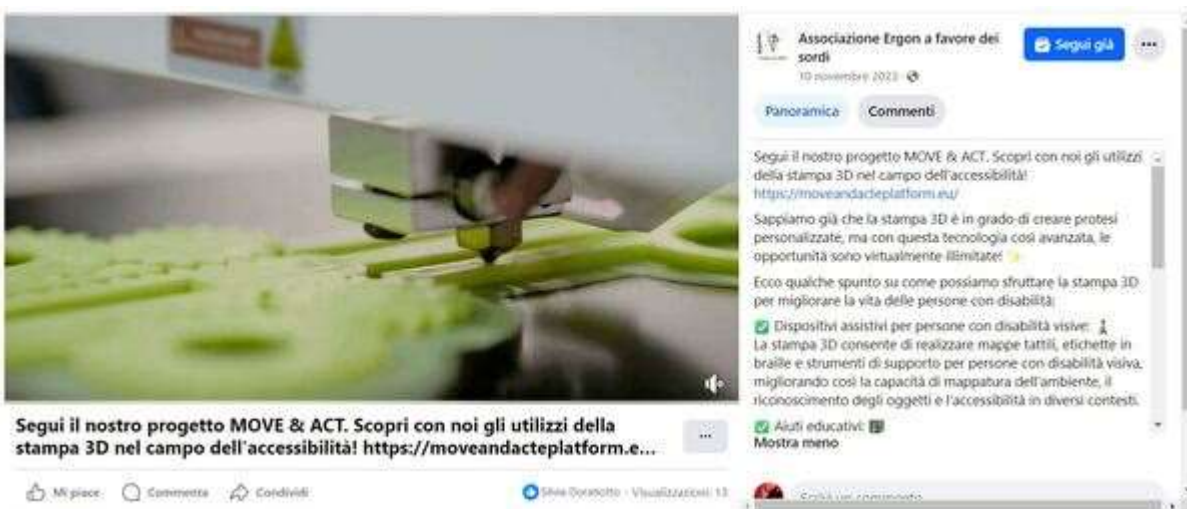 Segui il nostro progetto MOVE & ACT. Scopri con noi gli utilizzi della
stampa 3D nel campo dell'accessibilità! https://moveandacteplatform.e...
Mi piace
Commenta
Condividi
Visualizzazioni: 13
Associazione Ergon a favore dei
sordi
10 novembre 2023
Segui già
Panoramica
Commenti
Segui il nostro progetto MOVE & ACT. Scopri con noi gli utilizzi
della stampa 3D nel campo dell'accessibilità!
https://moveandacteplatform.eu/
Sappiamo già che la stampa 3D è in grado di creare protesi
personalizzate, ma con questa tecnologia così avanzata, le
opportunità sono virtualmente illimitate!
Ecco qualche spunto su come possiamo sfruttare la stampa 3D
per migliorare la vita delle persone con disabilità:
Dispositivi assistivi per persone con disabilità visive:
La stampa 3D consente di realizzare mappe tattili, etichette in
braille e strumenti di supporto per persone con disabilità visiva,
migliorando così la capacità di mappatura dell'ambiente, il
riconoscimento degli oggetti e l'accessibilità in diversi contesti.
Aiuti educativi:
Mostra meno